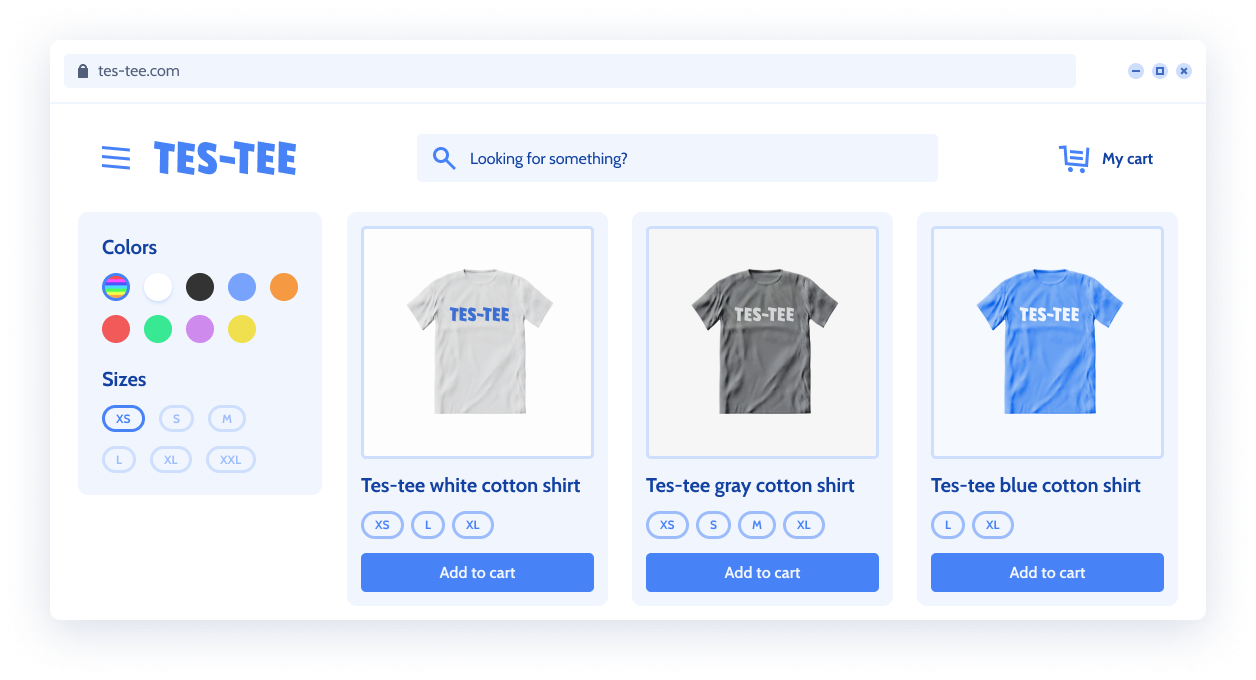 tes-tee.com
TES-TEE
Looking for something?
My cart
Colors
Sizes
XS S M
L XL XXL
TES-TEE
Tes-tee white cotton shirt
XS L XL
Add to cart
TES-TEE
Tes-tee gray cotton shirt
XS S M XL
Add to cart
TES-TEE
Tes-tee blue cotton shirt
L XL
Add to cart